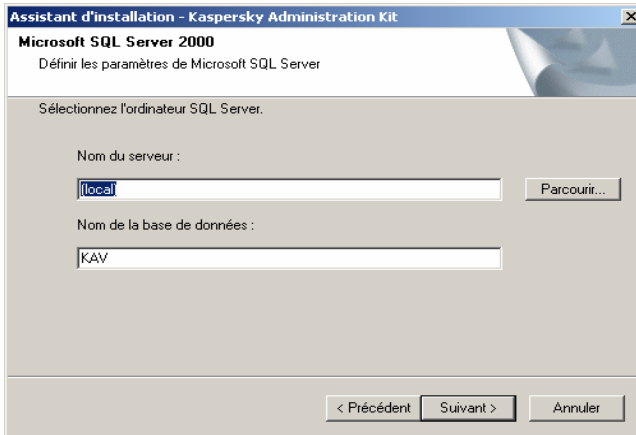 Assistant d'installation - Kaspersky Administration Kit
Microsoft SQL Server 2000
Définir les paramètres de Microsoft SQL Server
Sélectionnez l'ordinateur SQL Server.
Nom du serveur :
(local)
Parcourir...
Nom de la base de données :
KAV
< Précédent
Suivant >
Annuler